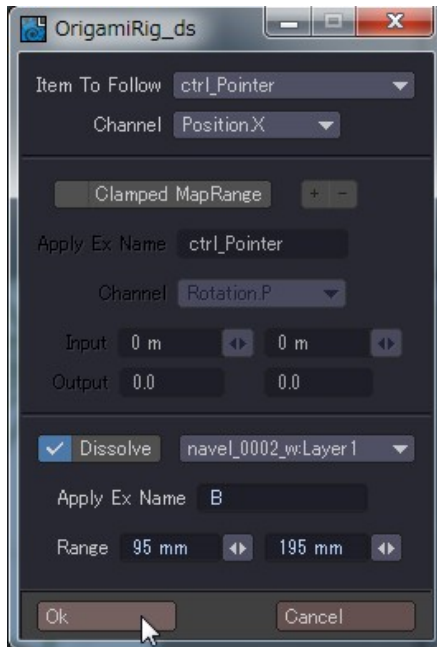 OrigamiRig_ds
Item To Follow ctrl_Pointer
Channel Position.X
Clamped MapRange + -
Apply Ex Name ctrl_Pointer
Channel Rotation.P
Input 0 m 0 m
Output 0.0 0.0
Dissolve navel_0002_w:Layer1
Apply Ex Name B
Range 95 mm 195 mm
Ok Cancel